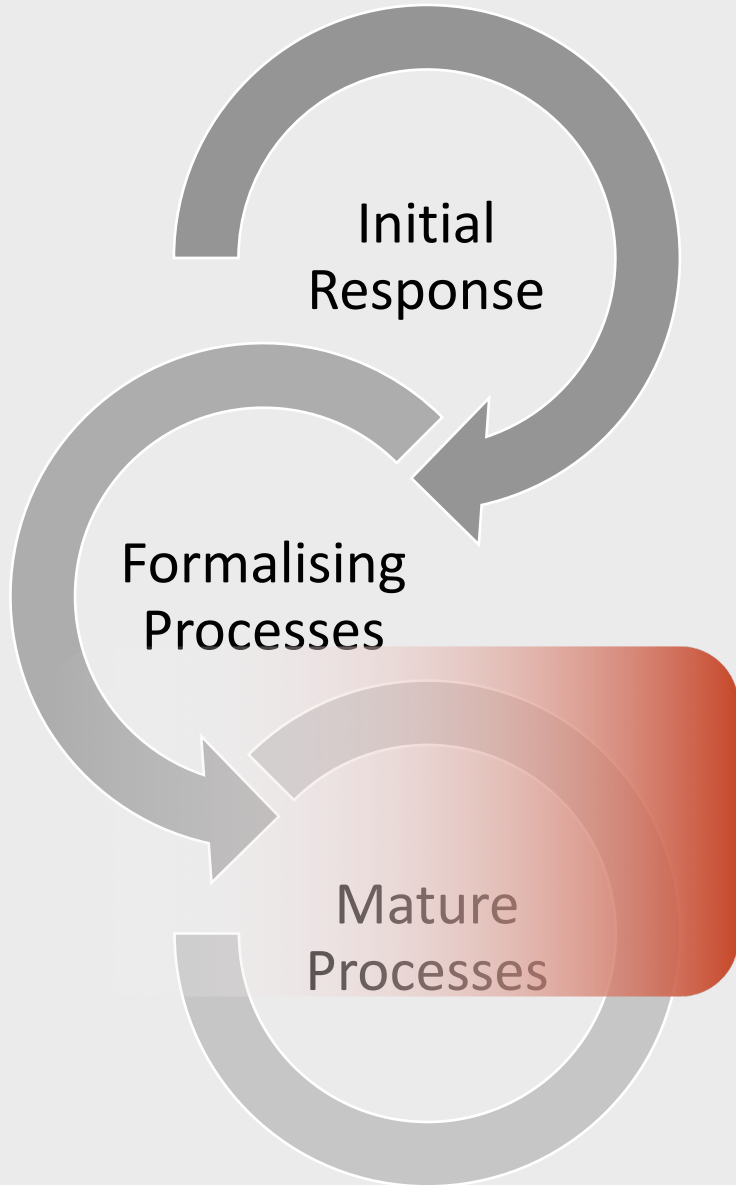 Initial
Response
Formalising
Processes
Mature
Processes